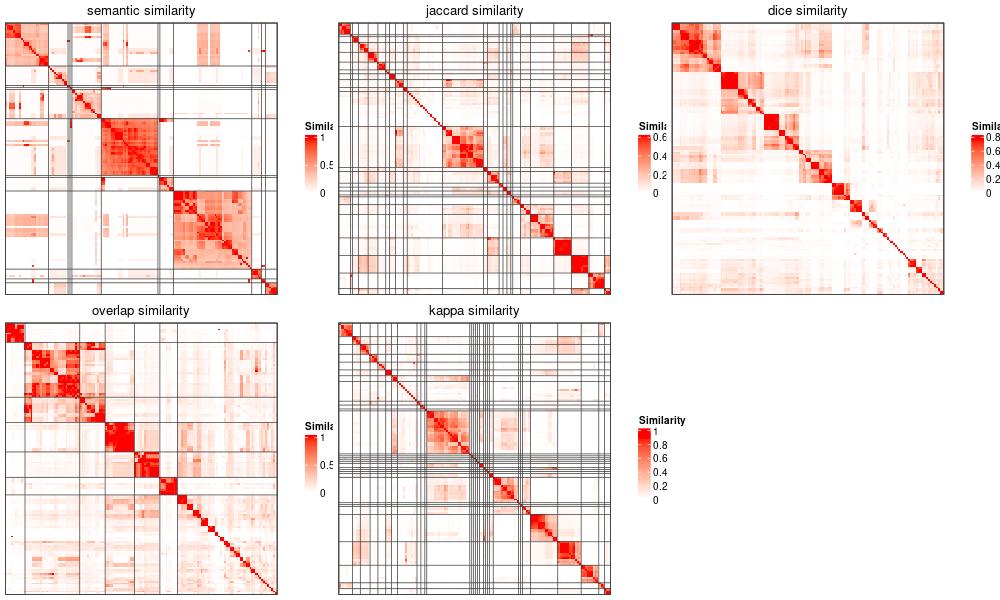 semantic similarity
jaccard similarity
dice similarity
Simila
1
0.5
0
Simila
0.6
0.4
0.2
0
Simila
0.8
0.6
0.4
0.2
0
overlap similarity
kappa similarity
Simila
1
0.5
0
Similarity
1
0.8
0.6
0.4
0.2
0